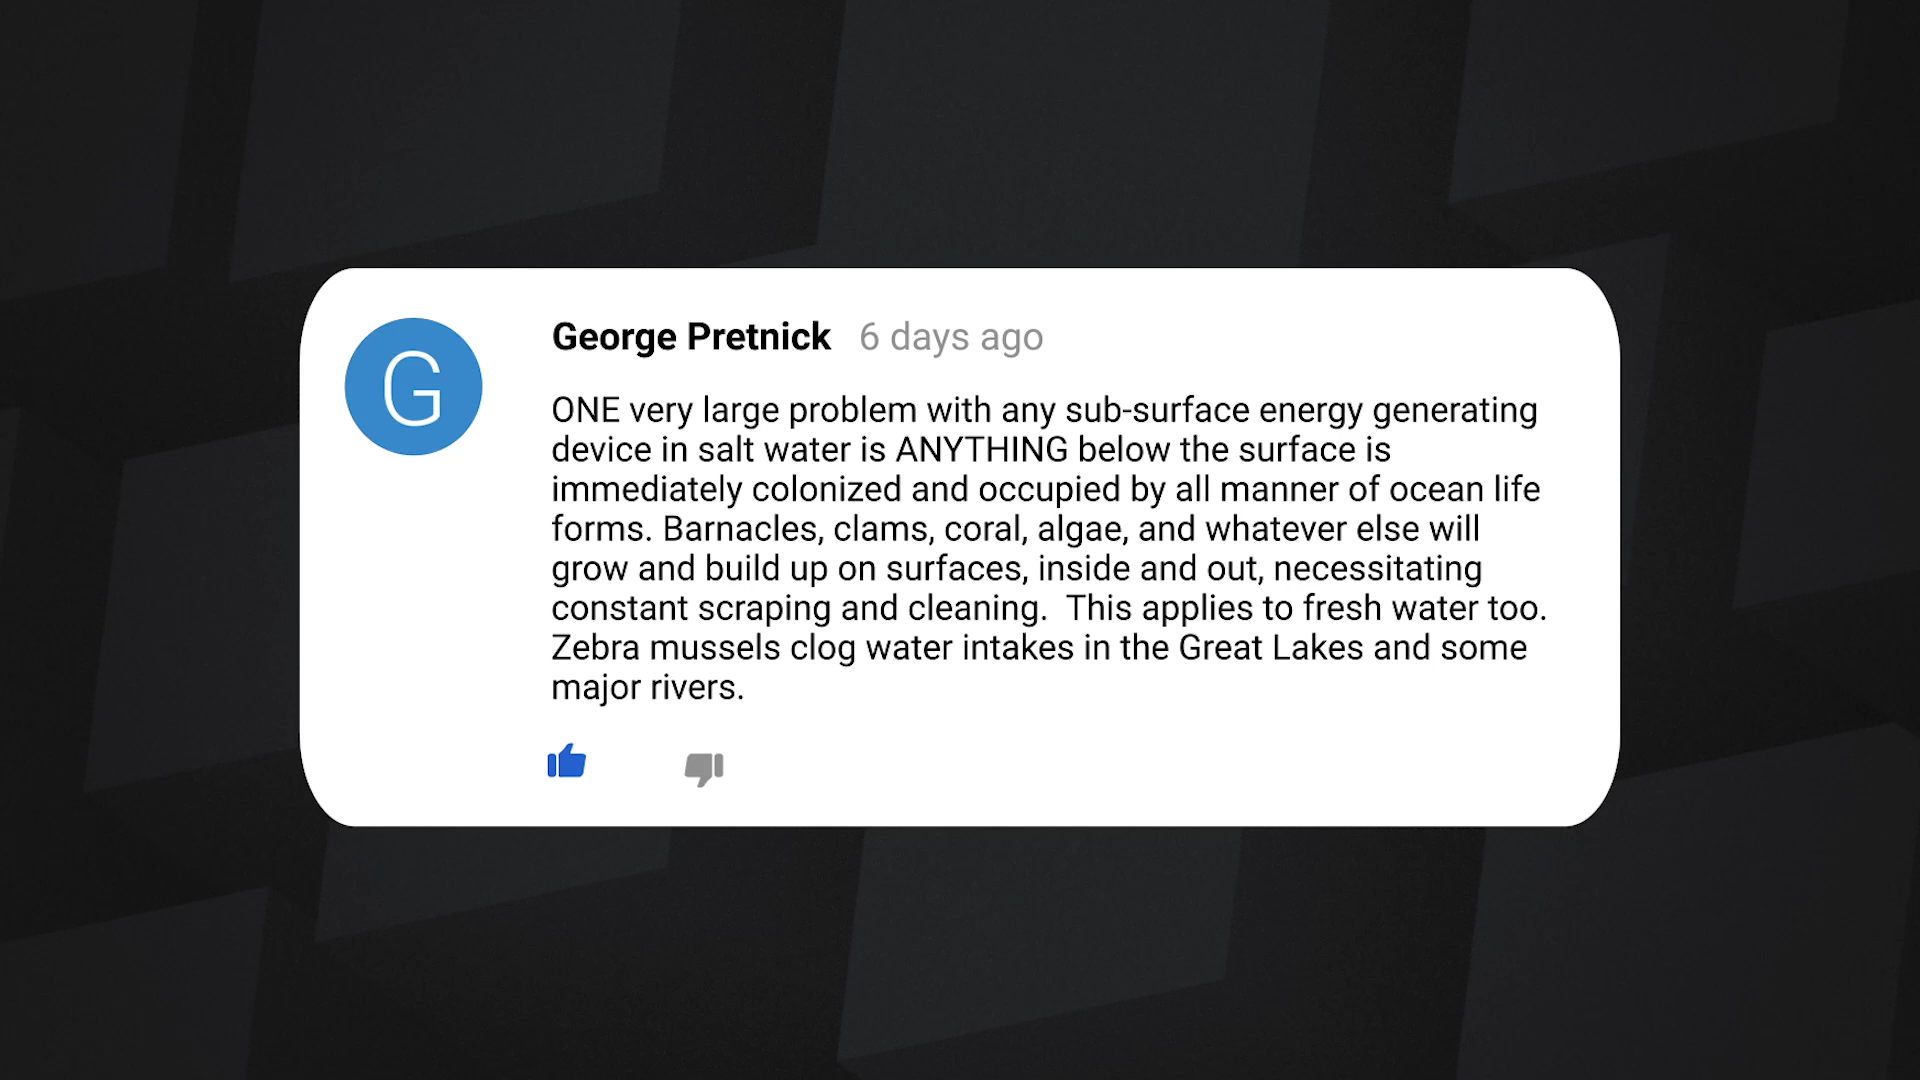 G
George Pretnick 6 days ago
ONE very large problem with any sub-surface energy generating
device in salt water is ANYTHING below the surface is
immediately colonized and occupied by all manner of ocean life
forms. Barnacles, clams, coral, algae, and whatever else will
grow and build up on surfaces, inside and out, necessitating
constant scraping and cleaning.  This applies to fresh water too.
Zebra mussels clog water intakes in the Great Lakes and some
major rivers.